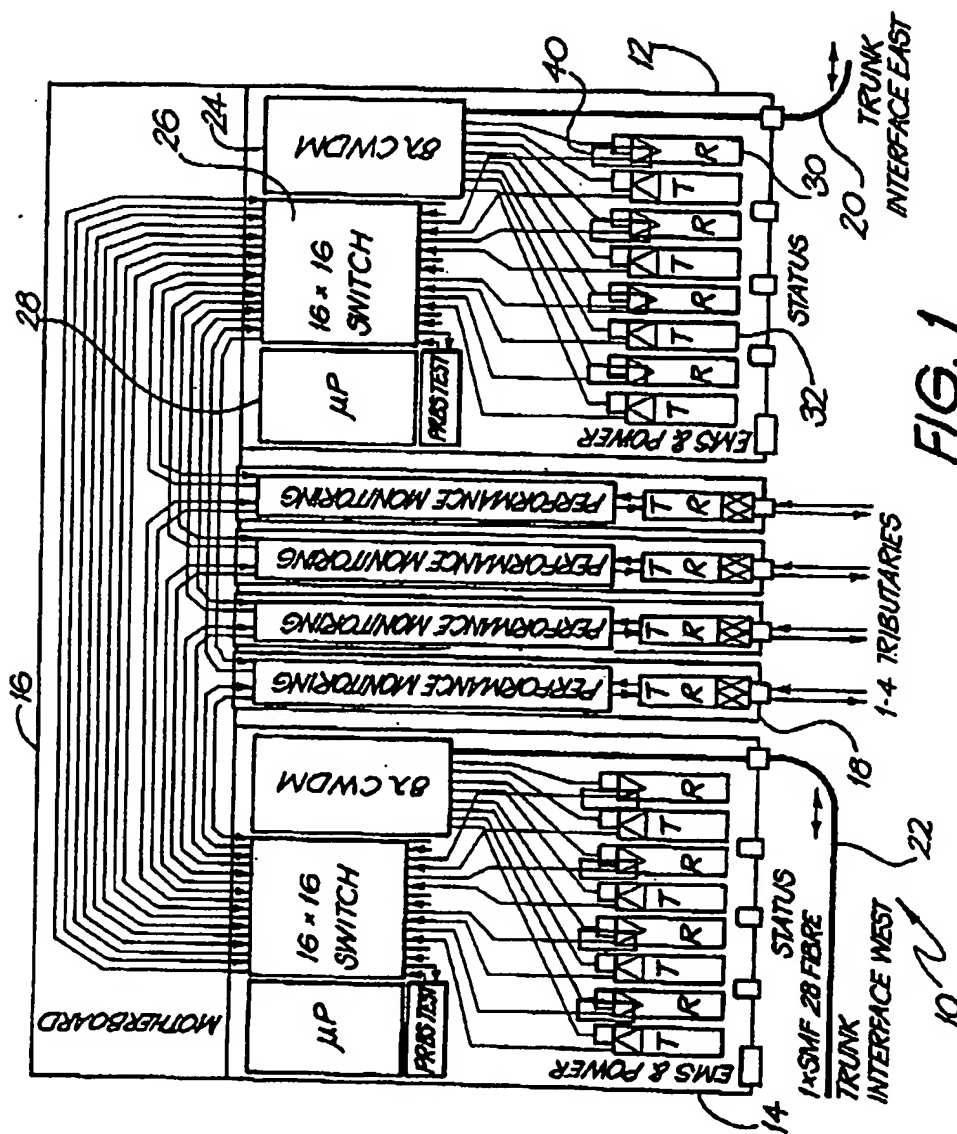 16
MOTHERBOARD
28
26
24
μP
16 × 16
SWITCH
8λ CWDM
PERFORMANCE MONITORING
PERFORMANCE MONITORING
PERFORMANCE MONITORING
PERFORMANCE MONITORING
μP
16 × 16
SWITCH
8λ CWDM
PRBS TEST
PRBS TEST
40
12
T
R
T
R
T
R
T
R
T
R
T
R
T
R
T
R
T
R
T
R
T
R
T
R
EMS & POWER
STATUS
EMS & POWER
STATUS
14
1×SMF 28 FIBRE
TRUNK
INTERFACE WEST
22
18
1-4 TRIBUTARIES
32
30
20
TRUNK
INTERFACE EAST
10
FIG. 1